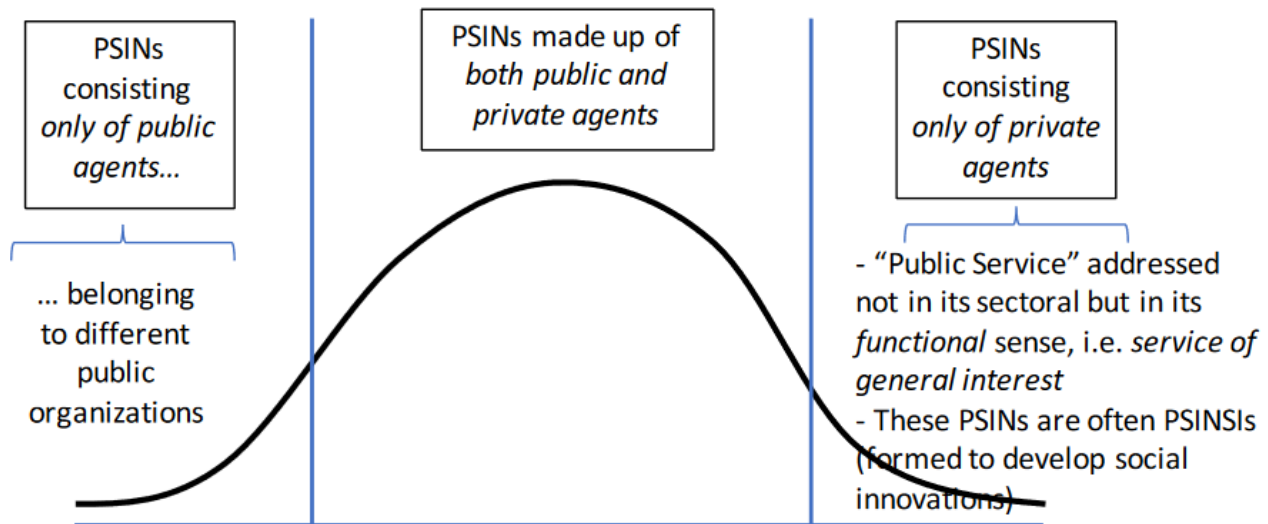 PSINs
consisting
only of public
agents…
… belonging
to different
public
organizations
PSINs made up of
both public and
private agents
PSINs
consisting
only of private
agents
- “Public Service” addressed
not in its sectoral but in its
functional sense, i.e. service of
general interest
- These PSINs are often PSINSIs
(formed to develop social
innovations)